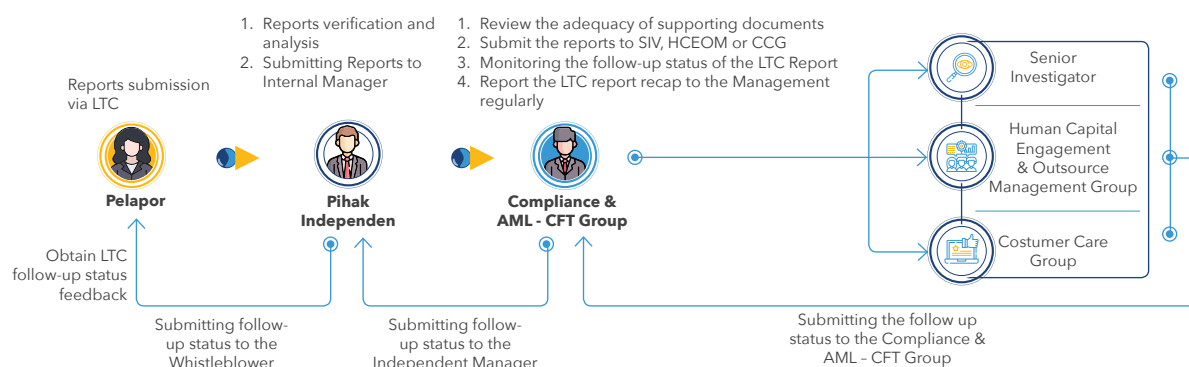 Reports submission
via LTC
Pelapor
Obtain LTC
follow-up status
feedback
1. Reports verification and
analysis
2. Submitting Reports to
Internal Manager
Pihak
Independen
Submitting follow-
up status to the
Whistleblower
1. Review the adequacy of supporting documents
2. Submit the reports to SIV, HCEOM or CCG
3. Monitoring the follow-up status of the LTC Report
4. Report the LTC report recap to the Management
regularly
Compliance &
AML - CFT Group
Submitting follow-
up status to the
Independent Manager
Senior
Investigator
Human Capital
Engagement
& Outsource
Management Group
Costumer Care
Group
Submitting the follow up
status to the Compliance &
AML – CFT Group